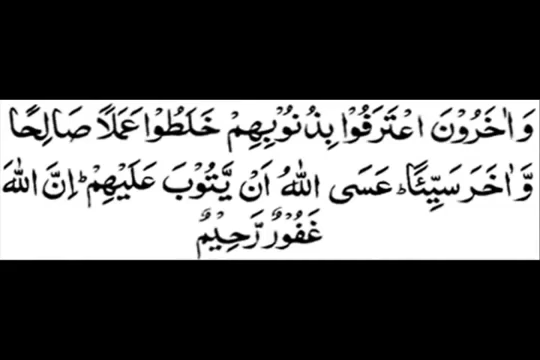 وَاٰخَرُوْنَ اعْتَرَفُوْا بِذُنُوْبِهِمْ خَلَطُوْا عَمَلًا صَالِحًا
وَّاٰخَرَ سَيِّئًاؕ عَسَى اللّٰهُ اَنْ يَّتُوْبَ عَلَيْهِمْؕ اِنَّ اللّٰهَ
غَفُوْرٌ رَّحِيْمٌ